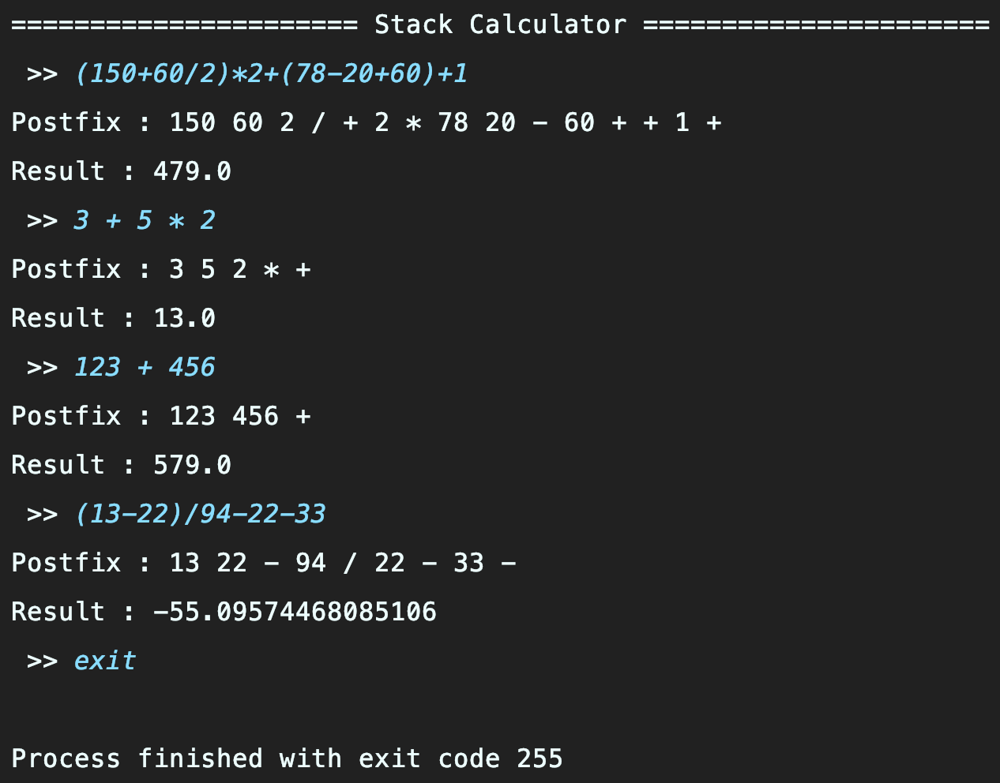 ====================== Stack Calculator ======================
>> (150+60/2)*2+(78-20+60)+1
Postfix : 150 60 2 / + 2 * 78 20 - 60 + + 1 +
Result : 479.0
>> 3 + 5 * 2
Postfix : 3 5 2 * +
Result : 13.0
>> 123 + 456
Postfix : 123 456 +
Result : 579.0
>> (13-22)/94-22-33
Postfix : 13 22 - 94 / 22 - 33 -
Result : -55.09574468085106
>> exit
Process finished with exit code 255